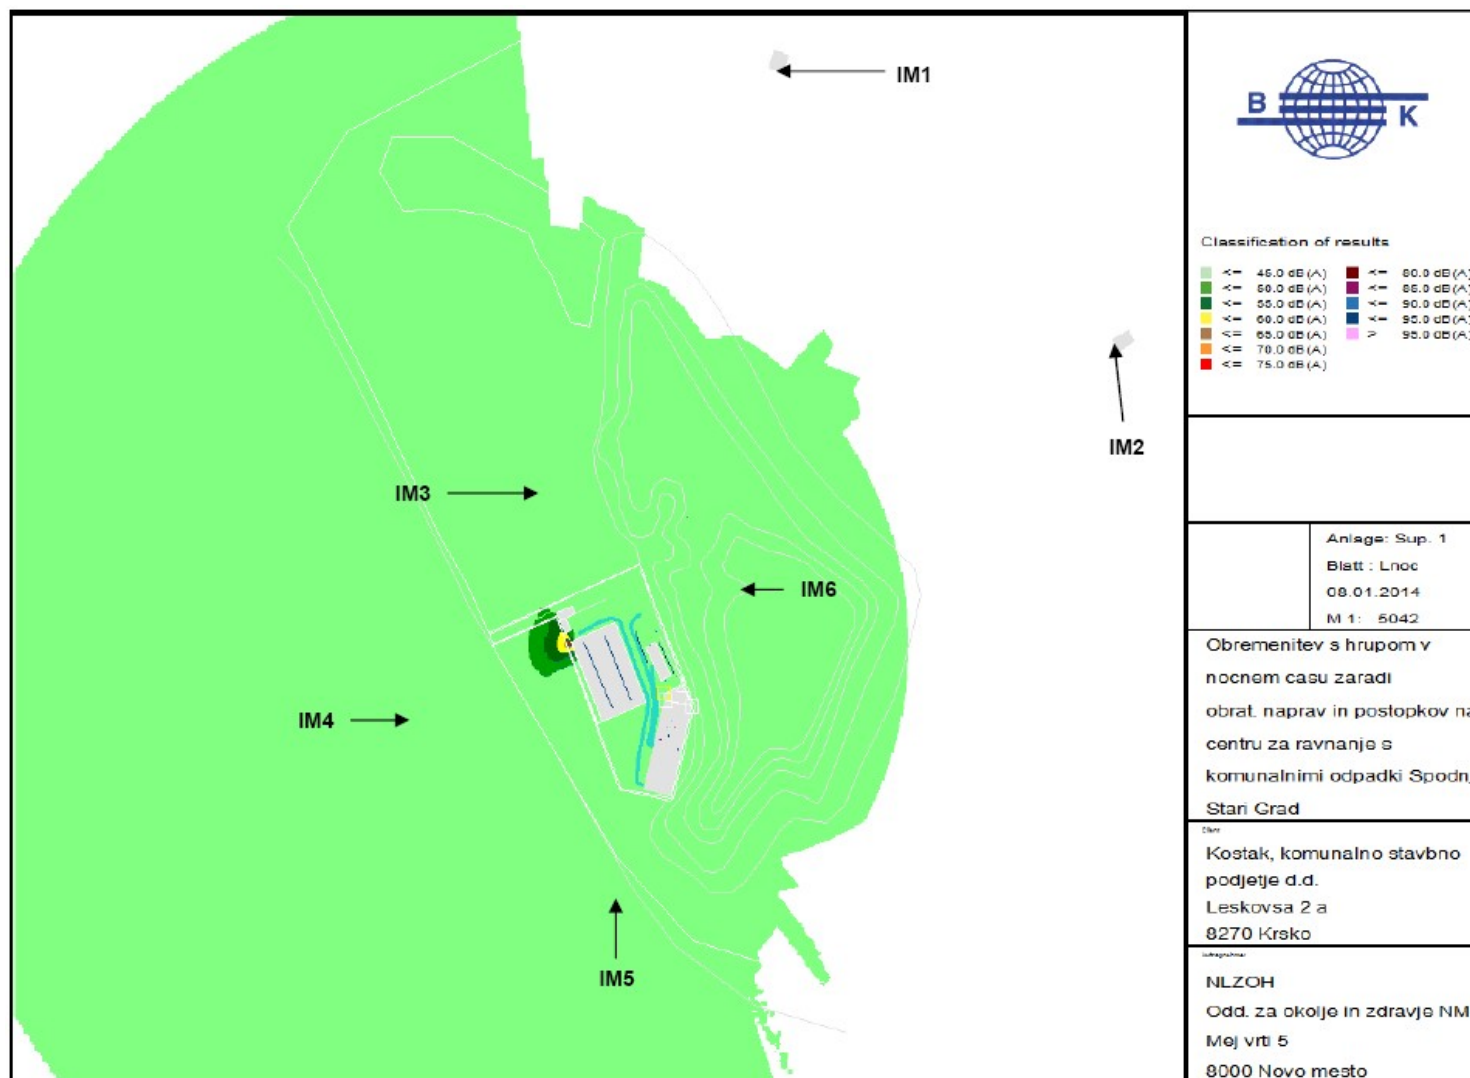 IM1
IM2
IM3
IM6
IM4
IM5
B
K
Classification of results
<= 45.0 dB(A)
<= 50.0 dB(A)
<= 55.0 dB(A)
<= 60.0 dB(A)
<= 65.0 dB(A)
<= 70.0 dB(A)
<= 75.0 dB(A)
<= 80.0 dB(A)
<= 85.0 dB(A)
<= 90.0 dB(A)
<= 95.0 dB(A)
> 95.0 dB(A)
Anlage: Sup. 1
Blatt : Lnoc
08.01.2014
M 1: 5042
Obremenitev s hrupom v
nocnem casu zaradi
obrat. naprav in postopkov na
centru za ravnanje s
komunalnimi odpadki Spodnj
Stari Grad
Kostak, komunalno stavbno
podjetje d.d.
Leskovsa 2 a
8270 Krsko
NLZOH
Odd. za okolje in zdravje NM
Mej vrti 5
8000 Novo mesto